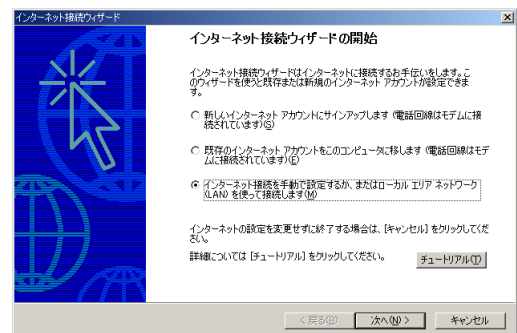 インターネット接続ウィザード
インターネット接続ウィザードの開始
インターネット接続ウィザードはインターネットに接続するお手伝いをします。こ
のウィザードを使うと既存または新規のインターネット アカウントが設定できま
す。
新しいインターネット アカウントにサインアップします (電話回線はモデムに接
続されています)(S)
既存のインターネット アカウントをこのコンピュータに移します (電話回線はモデ
ムに接続されています)(E)
インターネット接続を手動で設定するか、またはローカル エリア ネットワーク
(LAN) を使って接続します(M)
インターネットの設定を変更せずに終了する場合は、[キャンセル] をクリックしてくだ
さい。
詳細については [チュートリアル] をクリックしてください。
チュートリアル(T)
< 戻る(B)
次へ(N) >
キャンセル